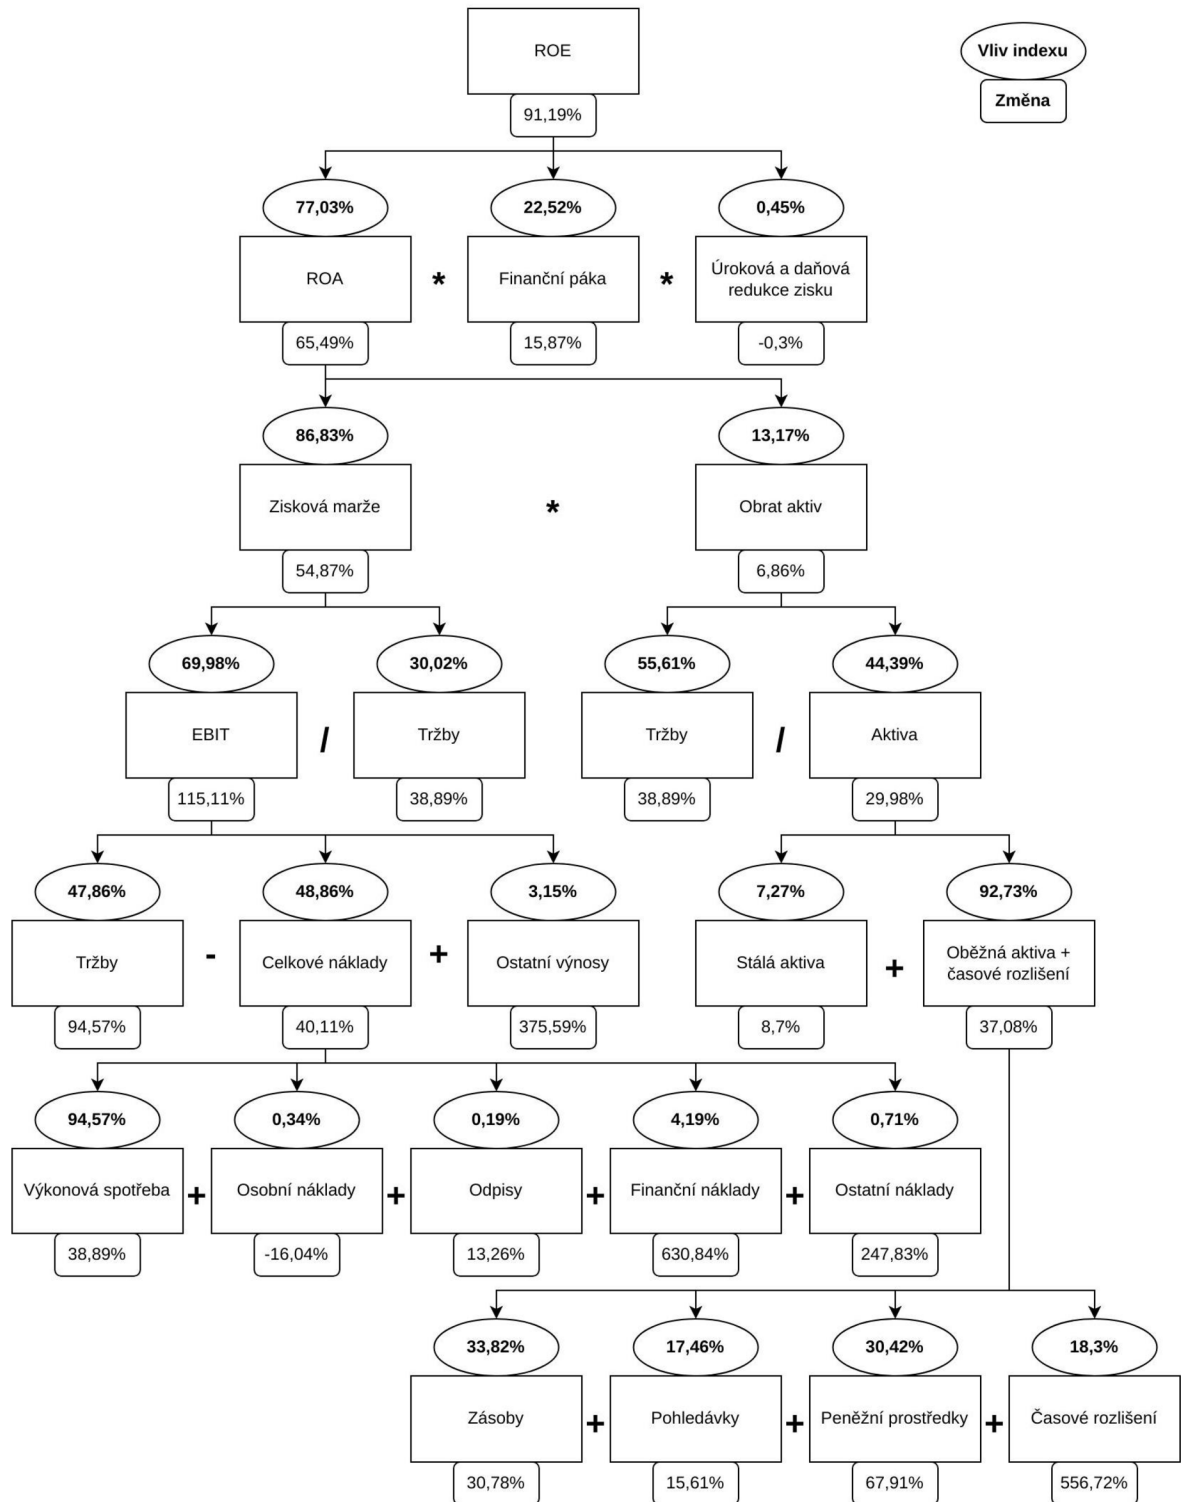 ROE
Vliv indexu
Změna
91,19%
77,03%
22,52%
0,45%
ROA
*
Finanční páka
*
Úroková a daňová
redukce zisku
65,49%
15,87%
-0,3%
86,83%
13,17%
Zisková marže
*
Obrat aktiv
54,87%
6,86%
69,98%
30,02%
55,61%
44,39%
EBIT
/
Tržby
Tržby
/
Aktiva
115,11%
38,89%
38,89%
29,98%
47,86%
48,86%
3,15%
7,27%
92,73%
Tržby
-
Celkové náklady
+
Ostatní výnosy
Stálá aktiva
+
Oběžná aktiva +
časové rozlišení
94,57%
40,11%
375,59%
8,7%
37,08%
94,57%
0,34%
0,19%
4,19%
0,71%
Výkonová spotřeba
+
Osobní náklady
+
Odpisy
+
Finanční náklady
+
Ostatní náklady
38,89%
-16,04%
13,26%
630,84%
247,83%
33,82%
17,46%
30,42%
18,3%
Zásoby
+
Pohledávky
+
Peněžní prostředky
+
Časové rozlišení
30,78%
15,61%
67,91%
556,72%